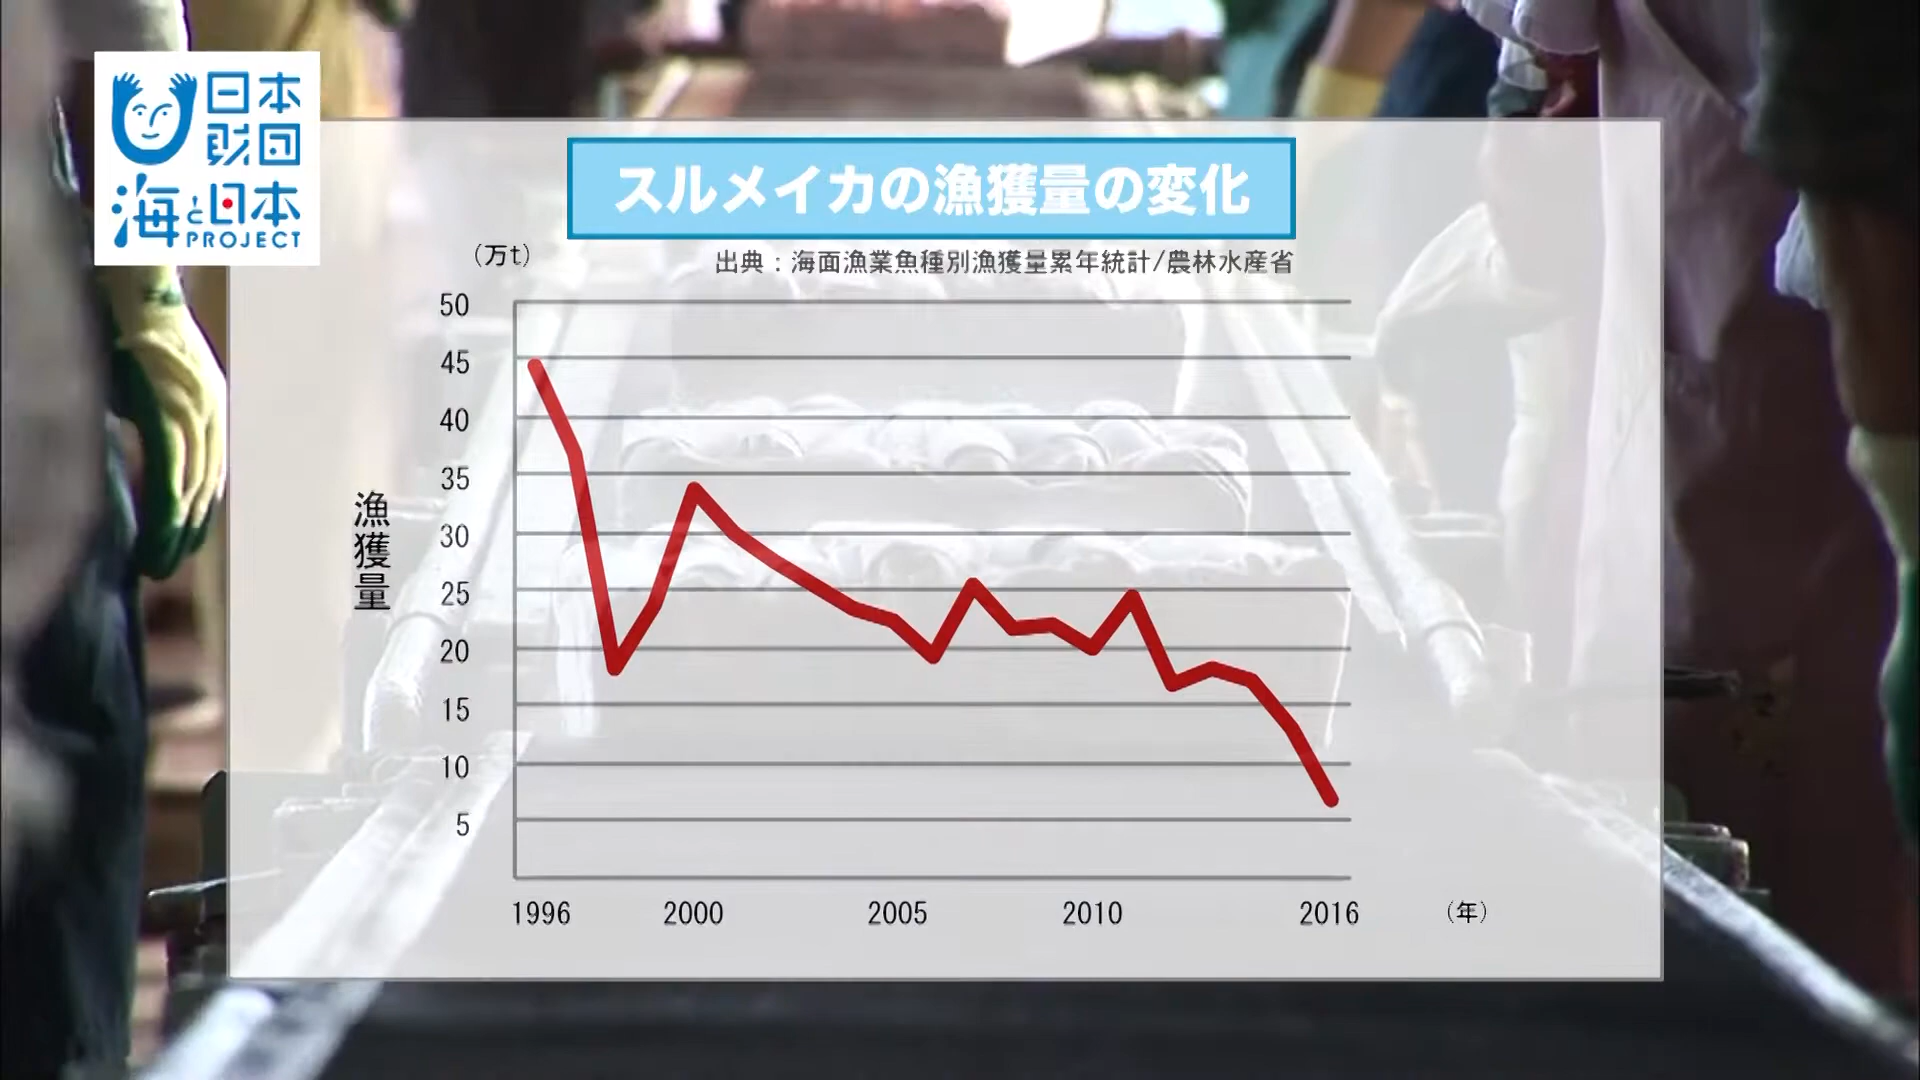 日本
財団
海と日本
PROJECT
スルメイカの漁獲量の変化
(万t)
出典：海面漁業魚種別漁獲量累年統計/農林水産省
50
45
40
35
30
25
20
15
10
5
漁獲量
1996 2000 2005 2010 2016 (年)